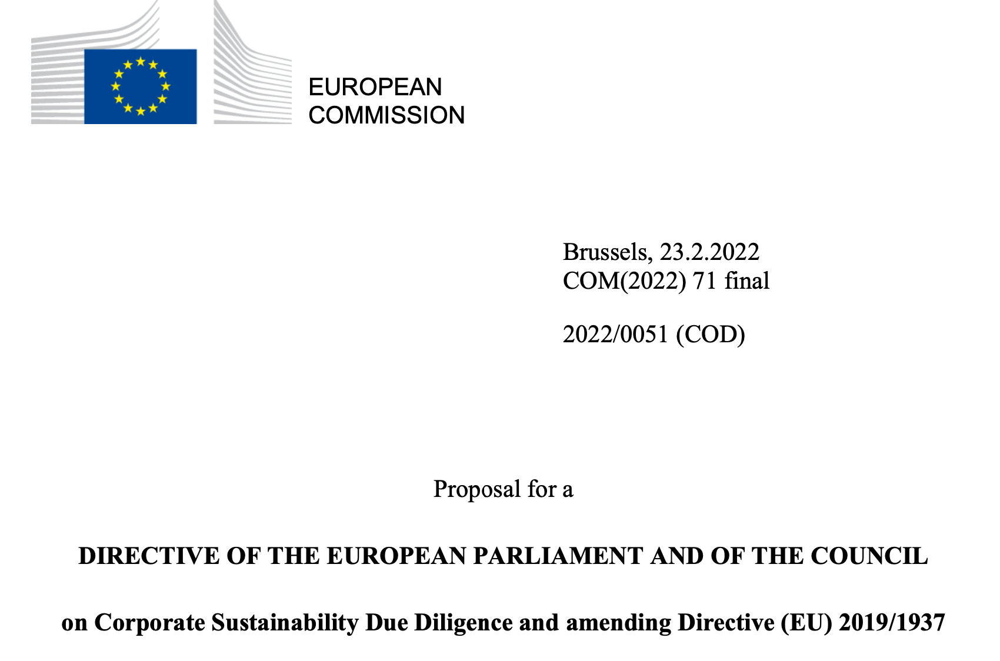 EUROPEAN
COMMISSION
Brussels, 23.2.2022
COM(2022) 71 final
2022/0051 (COD)
Proposal for a
DIRECTIVE OF THE EUROPEAN PARLIAMENT AND OF THE COUNCIL
on Corporate Sustainability Due Diligence and amending Directive (EU) 2019/1937